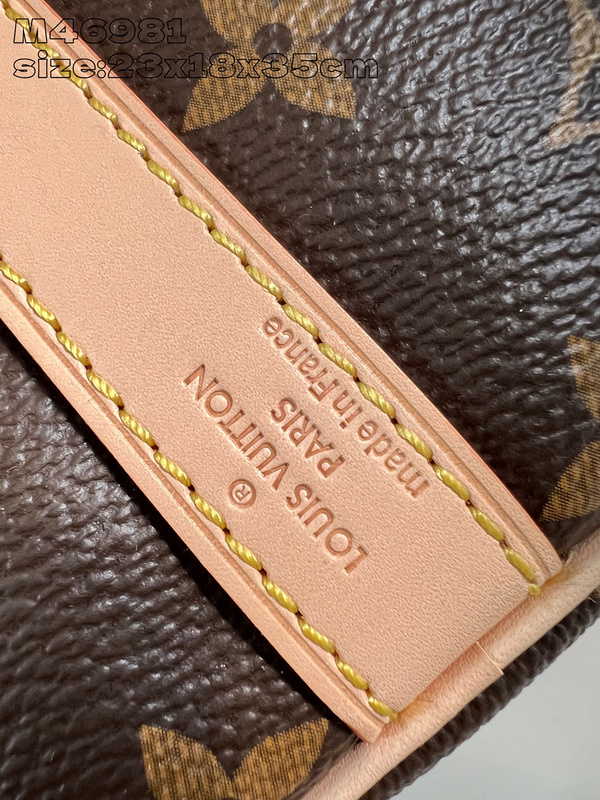 M46981
size:23x18x35cm
®
LOUIS VUITTON
PARIS
made in France